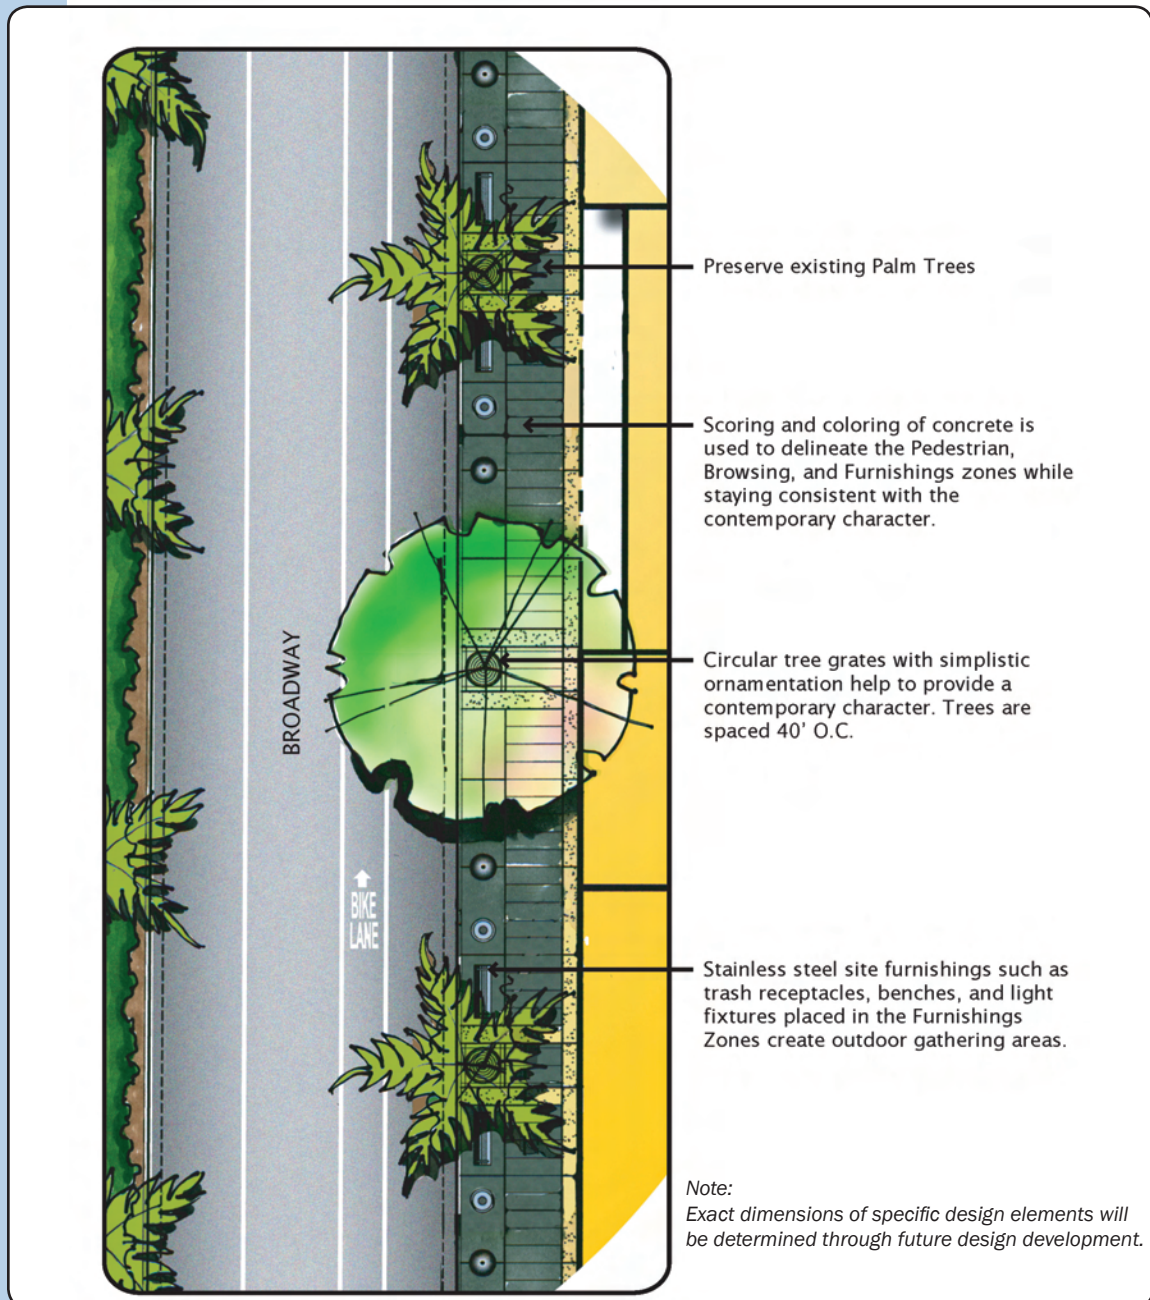 Preserve existing Palm Trees
Scoring and coloring of concrete is
used to delineate the Pedestrian,
Browsing, and Furnishings zones while
staying consistent with the
contemporary character.
BROADWAY
Circular tree grates with simplistic
ornamentation help to provide a
contemporary character. Trees are
spaced 40' O.C.
BIKE
LANE
Stainless steel site furnishings such as
trash receptacles, benches, and light
fixtures placed in the Furnishings
Zones create outdoor gathering areas.
Note:
Exact dimensions of specific design elements will
be determined through future design development.